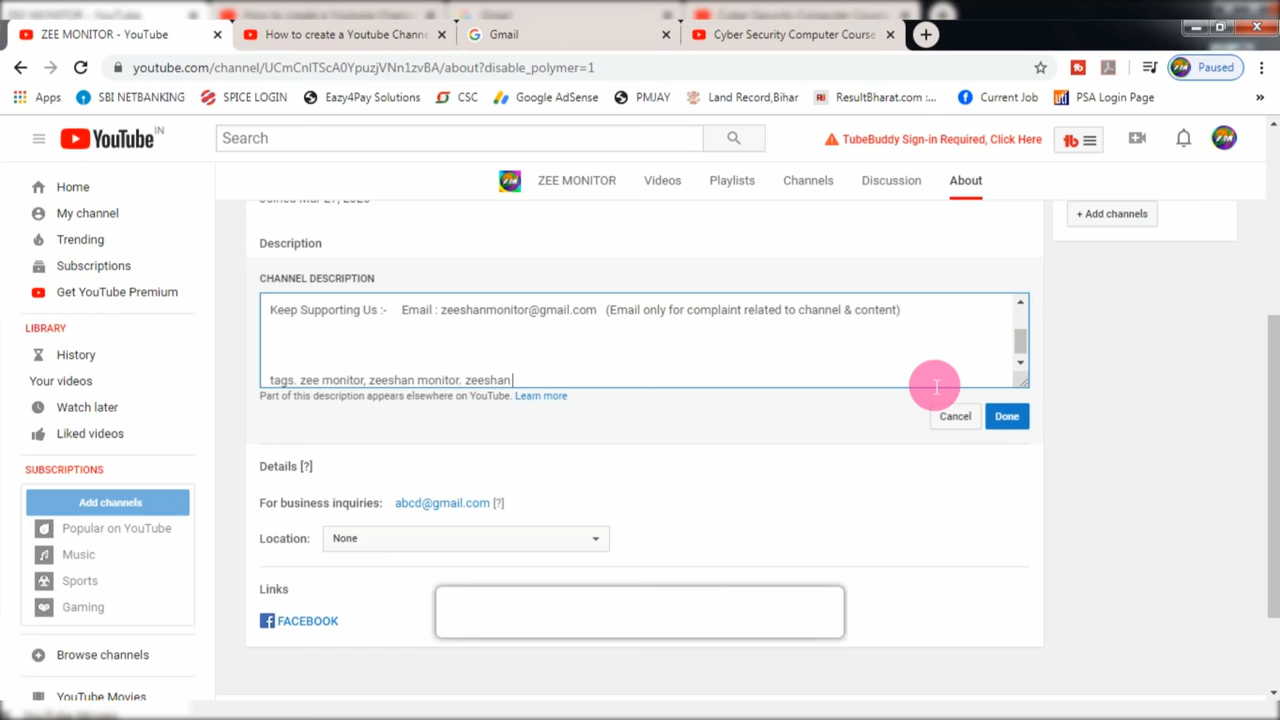 ZEE MONITOR - YouTube
How to create a Youtube Chann
Gmail
Cyber Security Computer Course
youtube.com/channel/UCmCnlTScA0YpuzjVNn1zvBA/about?disable_polymer=1
Paused
Apps
SBI NETBANKING
SPICE LOGIN
Eazy4Pay Solutions
CSC
Google AdSense
PMJAY
Land Record,Bihar
ResultBharat.com :...
Current Job
PSA Login Page
»
YouTube IN
Search
TubeBuddy Sign-in Required, Click Here
tb
ZEE MONITOR
Videos
Playlists
Channels
Discussion
About
Home
My channel
Trending
Subscriptions
Get YouTube Premium
LIBRARY
History
Your videos
Watch later
Liked videos
SUBSCRIPTIONS
Add channels
Popular on YouTube
Music
Sports
Gaming
Browse channels
YouTube Movies
+ Add channels
Description
CHANNEL DESCRIPTION
Keep Supporting Us :- Email : zeeshanmonitor@gmail.com (Email only for complaint related to channel & content)
tags. zee monitor, zeeshan monitor. zeeshan
Part of this description appears elsewhere on YouTube. Learn more
Cancel
Done
Details [?]
For business inquiries: abcd@gmail.com [?]
Location: None
Links
FACEBOOK